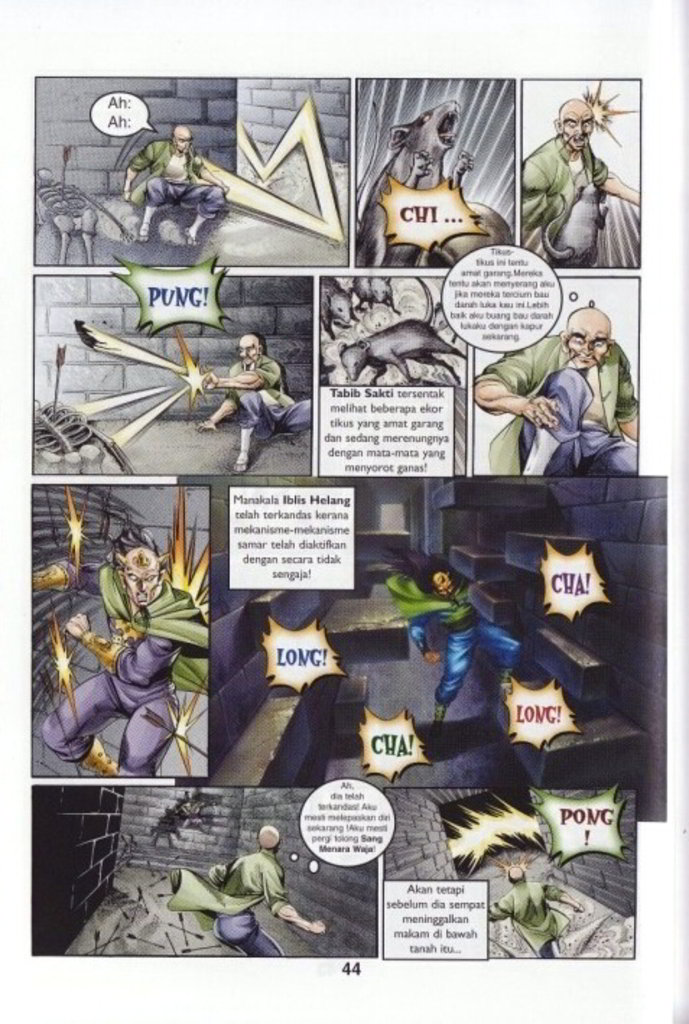 Ah:
Ah:
CHI ...
PUNG!
Tikus-
tikus ini tentu
amat garang.Mereka
tentu akan menyerang aku
jika mereka tercium bau
darah luka kau ini.Lebih
baik aku buang bau darah
lukaku dengan kapur
sekarang.
Tabib Sakti tersentak
melihat beberapa ekor
tikus yang amat garang
dan sedang merenungnya
dengan mata-mata yang
menyorot ganas!
Manakala Iblis Helang
telah terkandas kerana
mekanisme-mekanisme
samar telah diaktifkan
dengan secara tidak
sengaja!
CHA!
LONG!
LONG!
CHA!
Ah,
dia telah
terkandas! Aku
mesti melepaskan diri
sekarang !Aku mesti
pergi tolong Sang
Menara Waja!
PONG
!
Akan tetapi
sebelum dia sempat
meninggalkan
makam di bawah
tanah itu...
44